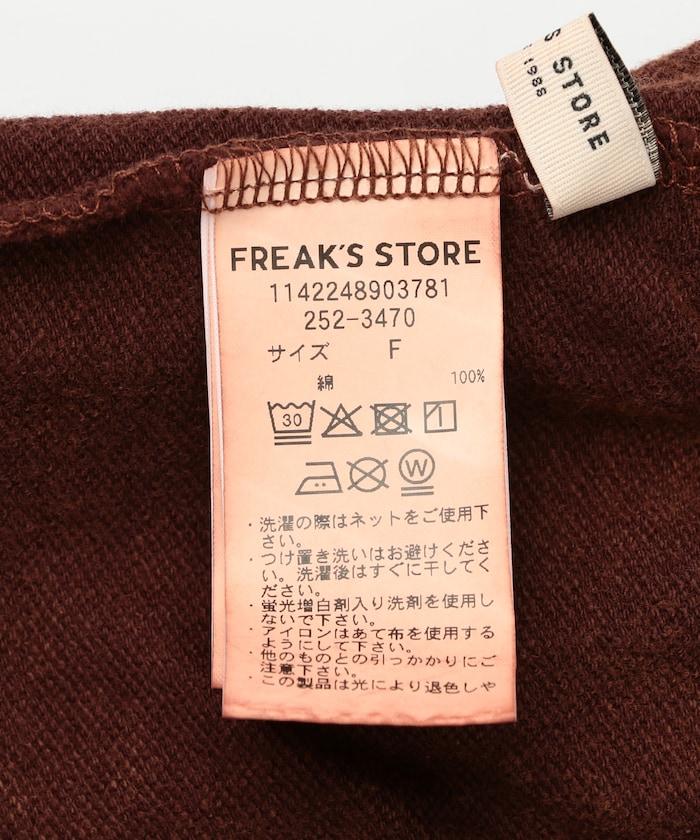 S STORE
1988
FREAK'S STORE
1142248903781
252-3470
サイズ F
綿 100%
30
W
・洗濯の際はネットをご使用下
さい。
・つけ置き洗いはお避けくださ
い。洗濯後はすぐに干してく
ださい。
・蛍光増白剤入り洗剤を使用し
ないで下さい。
・アイロンはあて布を使用する
ようにして下さい。
・他のものとの引っかかりにご
注意下さい。
・この製品は光により退色しや